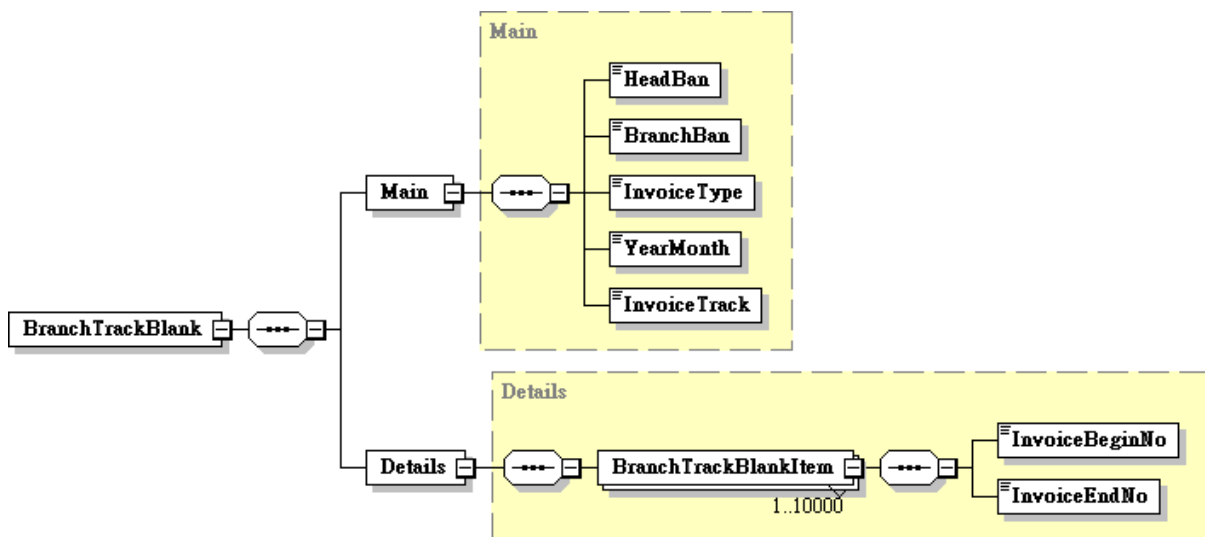 Main
HeadBan
BranchBan
Main
InvoiceType
YearMonth
InvoiceTrack
BranchTrackBlank
Details
InvoiceBeginNo
Details
BranchTrackBlankItem
InvoiceEndNo
1..10000